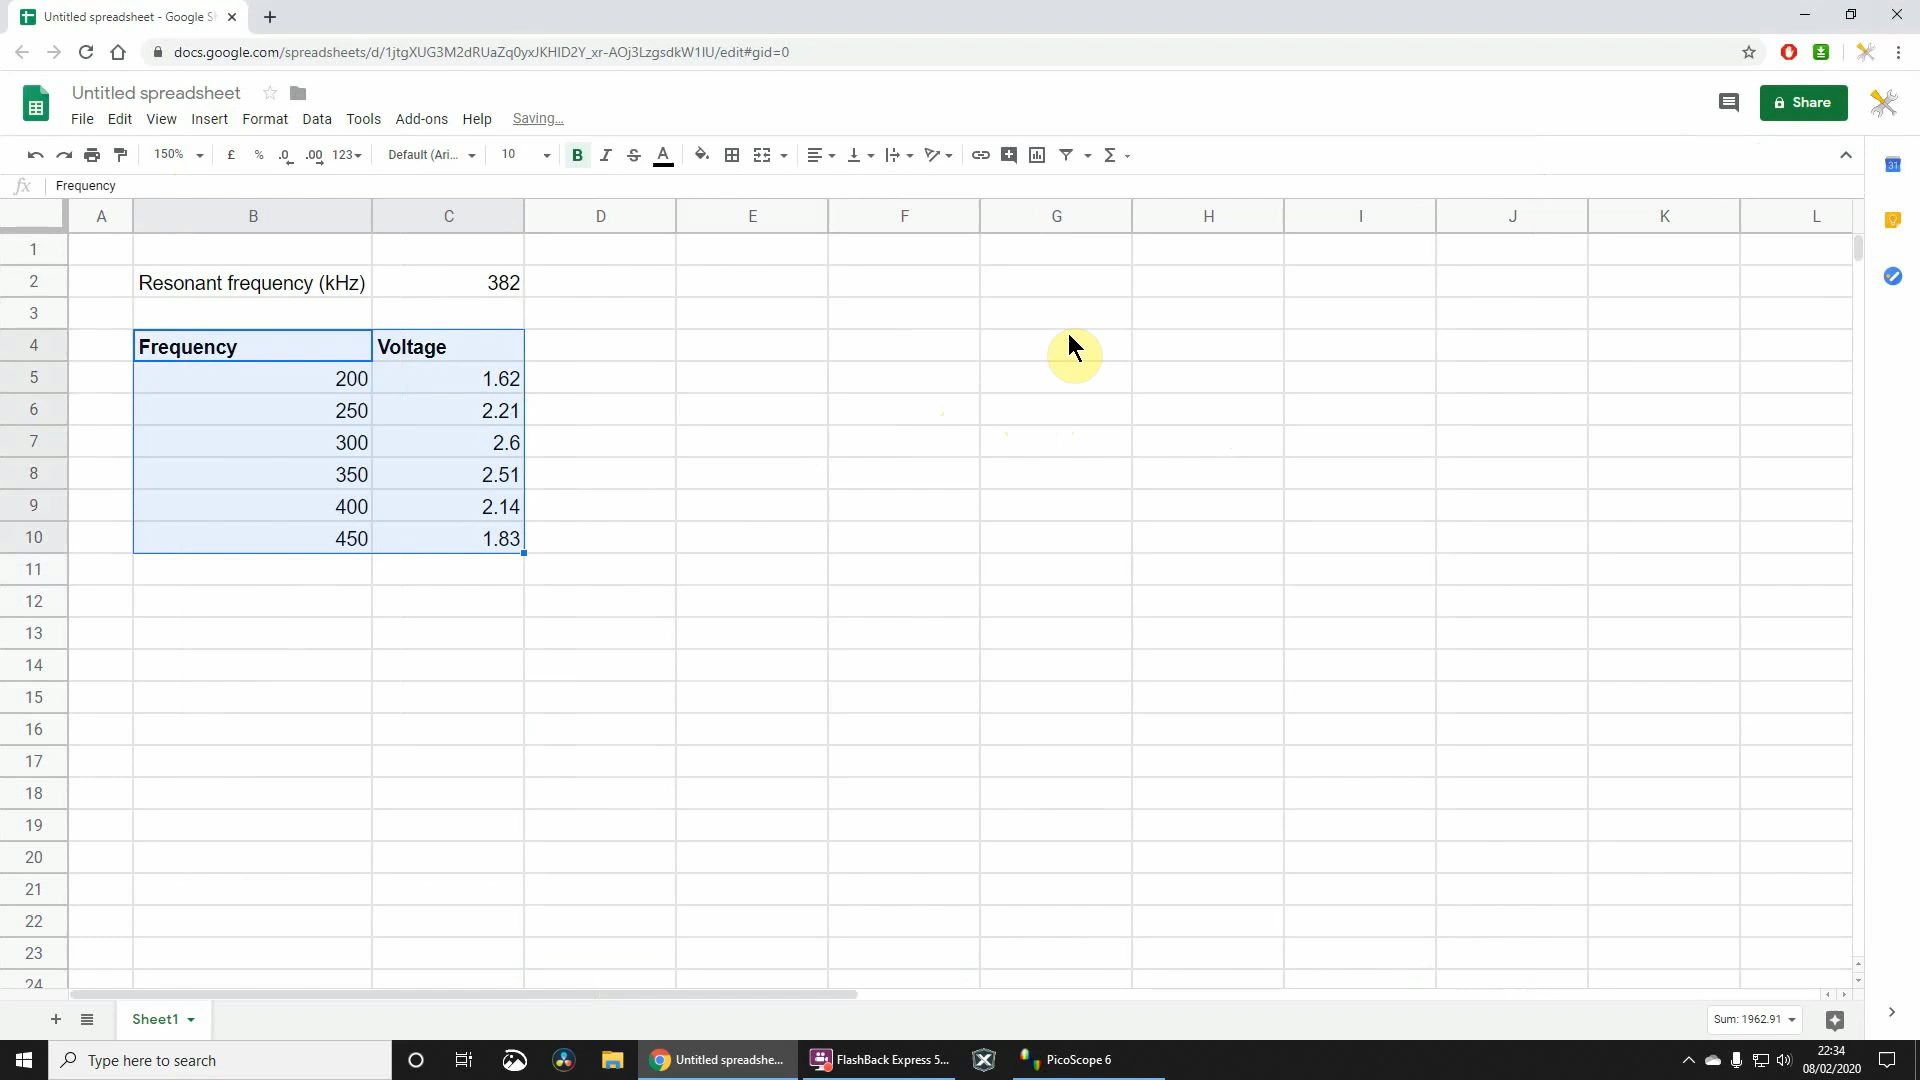 Untitled spreadsheet - Google S
docs.google.com/spreadsheets/d/1jtgXUG3M2dRUaZq0yxJKHID2Y_xr-AOj3LzgsdkW1IU/edit#gid=0
Untitled spreadsheet
File Edit View Insert Format Data Tools Add-ons Help Saving...
Share
150% £ % .0 .00 123 Default (Ari... 10 B I S A
31
fx Frequency
A B C D E F G H I J K L
1
2 Resonant frequency (kHz) 382
3
4 Frequency Voltage
5 200 1.62
6 250 2.21
7 300 2.6
8 350 2.51
9 400 2.14
10 450 1.83
11
12
13
14
15
16
17
18
19
20
21
22
23
24
Sheet1 Sum: 1962.91
Type here to search Untitled spreadshe... FlashBack Express 5... PicoScope 6 22:34
08/02/2020